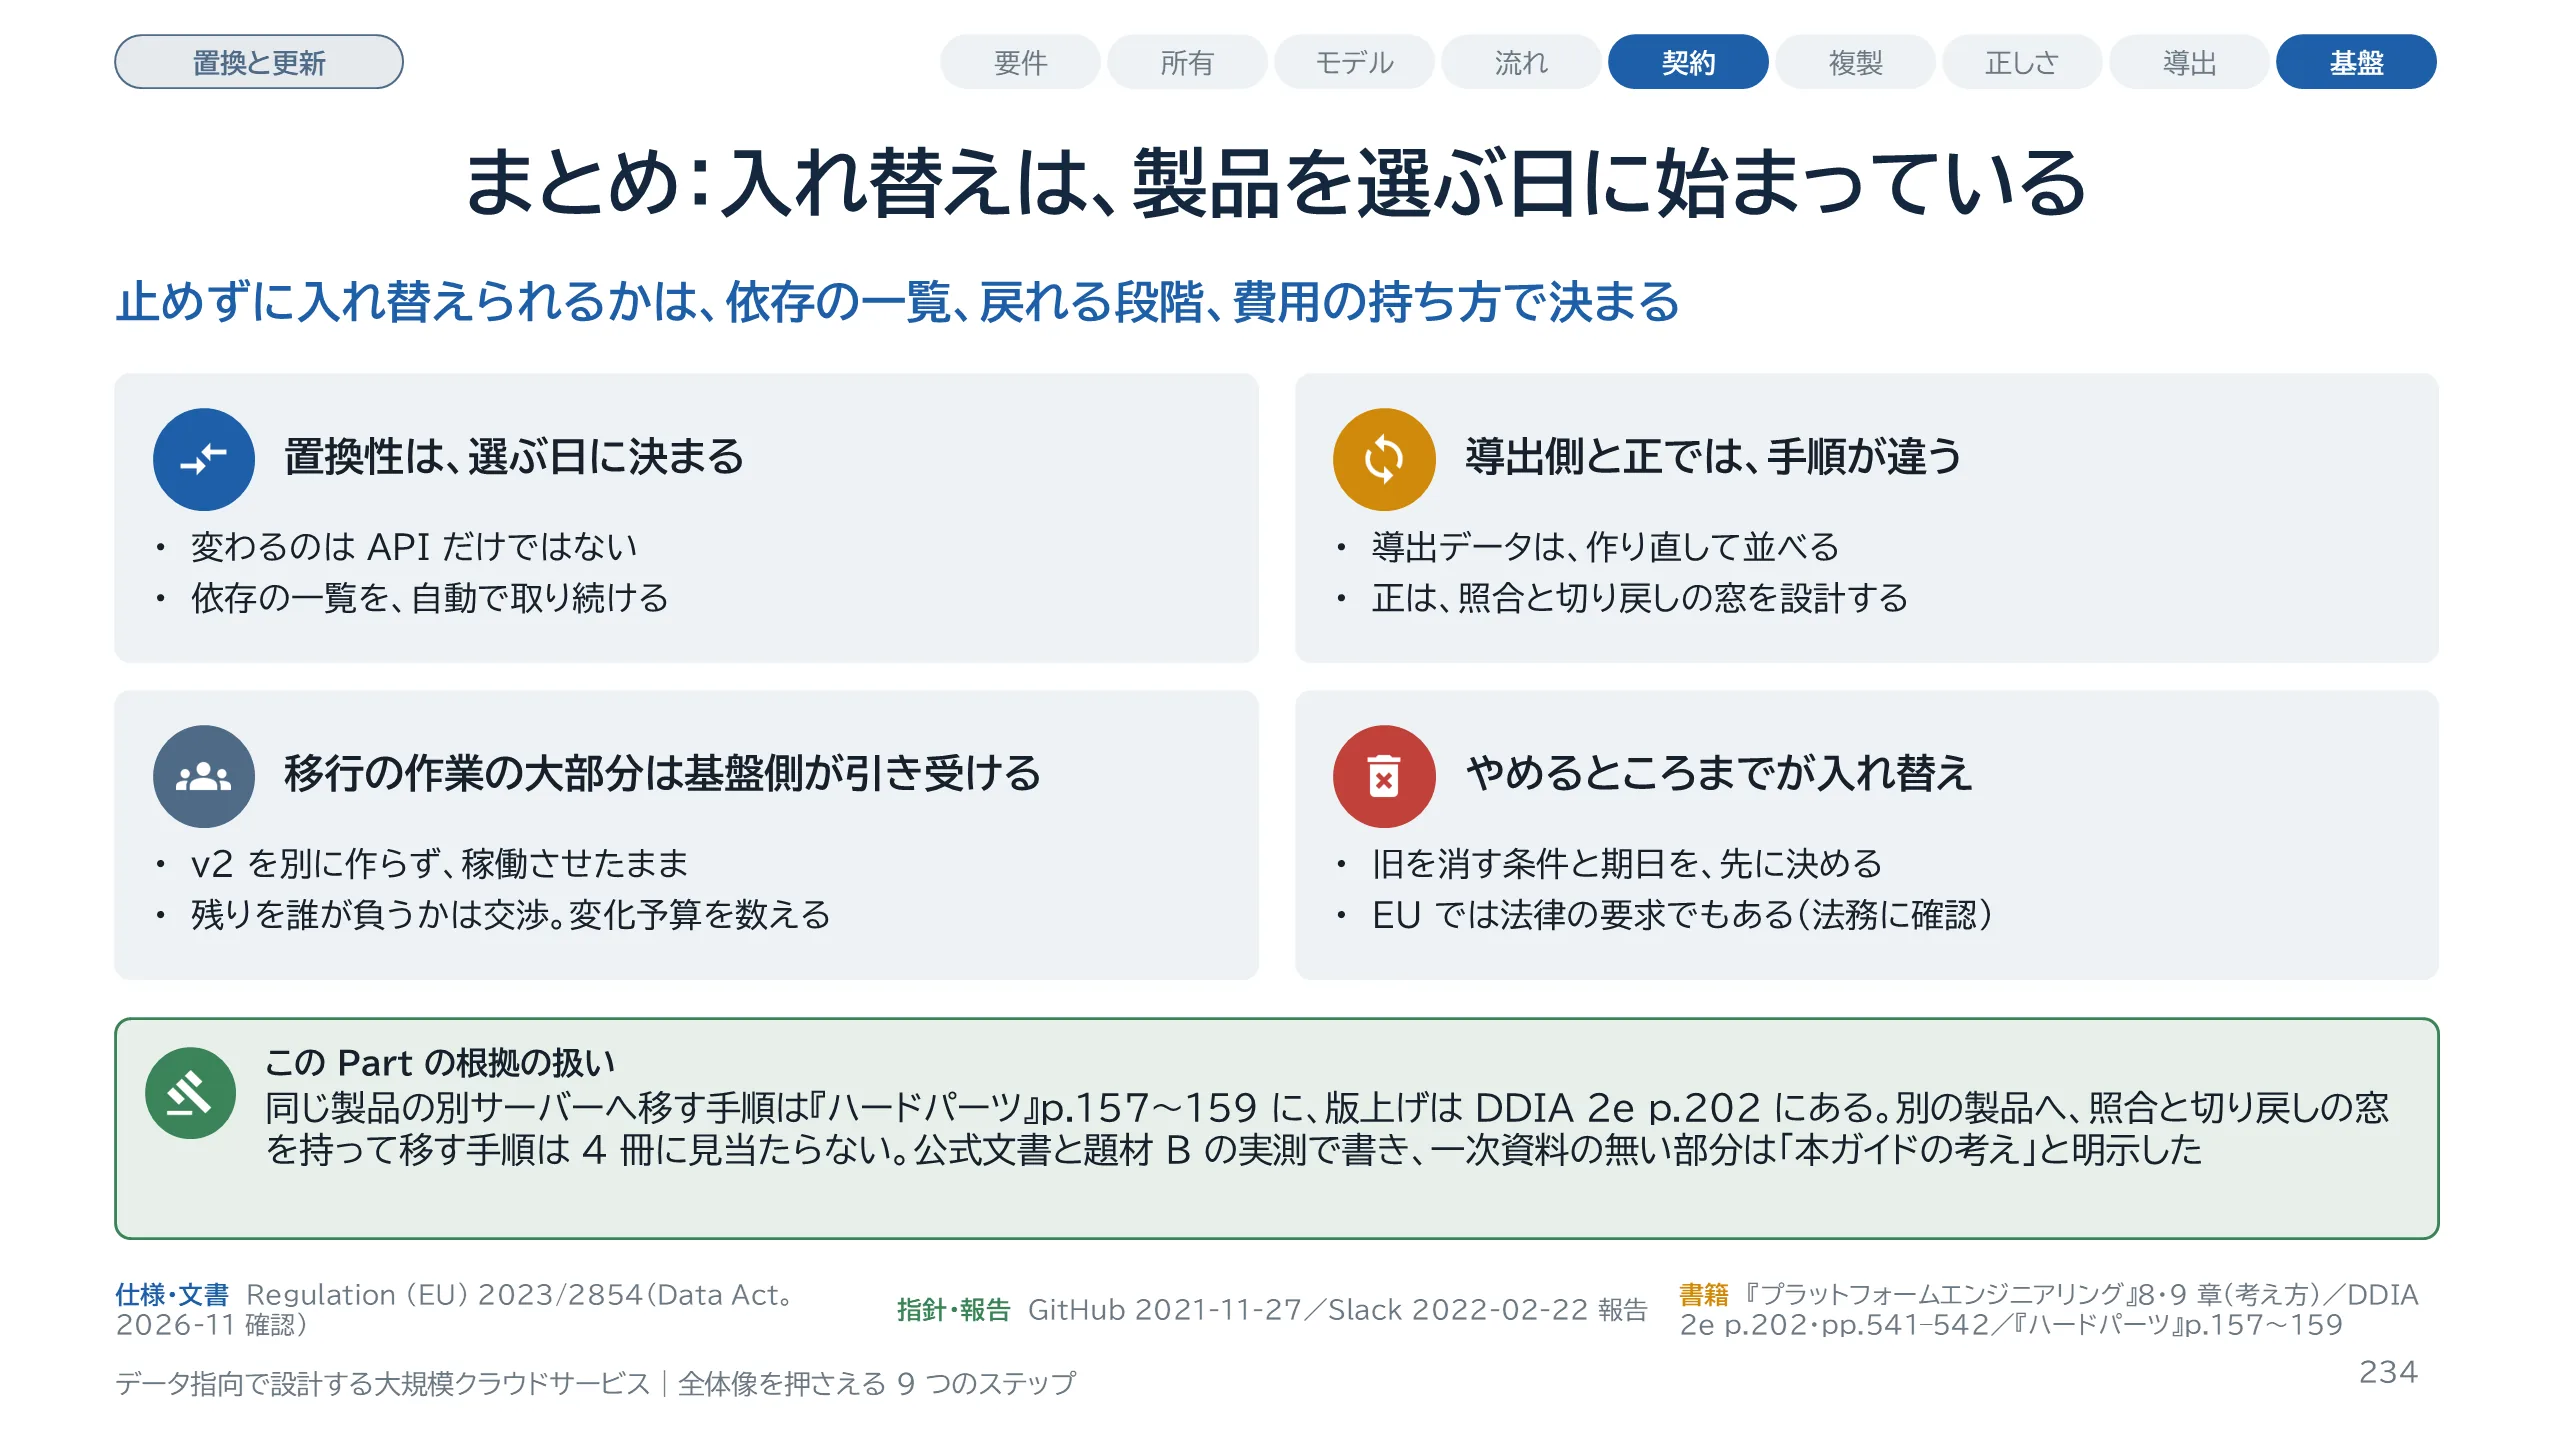 置換と更新
要件
所有
モデル
流れ
契約
複製
正しさ
導出
基盤
まとめ：入れ替えは、製品を選ぶ日に始まっている
止めずに入れ替えられるかは、依存の一覧、戻れる段階、費用の持ち方で決まる
置換性は、選ぶ日に決まる
・ 変わるのは API だけではない
・ 依存の一覧を、自動で取り続ける
導出側と正では、手順が違う
・ 導出データは、作り直して並べる
・ 正は、照合と切り戻しの窓を設計する
移行の作業の大部分は基盤側が引き受ける
・ v2 を別に作らず、稼働させたまま
・ 残りを誰が負うかは交渉。変化予算を数える
やめるところまでが入れ替え
・ 旧を消す条件と期日を、先に決める
・ EU では法律の要求でもある（法務に確認）
この Part の根拠の扱い
同じ製品の別サーバーへ移す手順は『ハードパーツ』p.157～159 に、版上げは DDIA 2e p.202 にある。別の製品へ、照合と切り戻しの窓
を持って移す手順は 4 冊に見当たらない。公式文書と題材 B の実測で書き、一次資料の無い部分は「本ガイドの考え」と明示した
仕様・文書 Regulation (EU) 2023/2854（Data Act。
2026-11 確認）
指針・報告 GitHub 2021-11-27／Slack 2022-02-22 報告
書籍 『プラットフォームエンジニアリング』8・9 章（考え方）／DDIA
2e p.202・pp.541–542／『ハードパーツ』p.157～159
データ指向で設計する大規模クラウドサービス｜全体像を押さえる 9 つのステップ
234